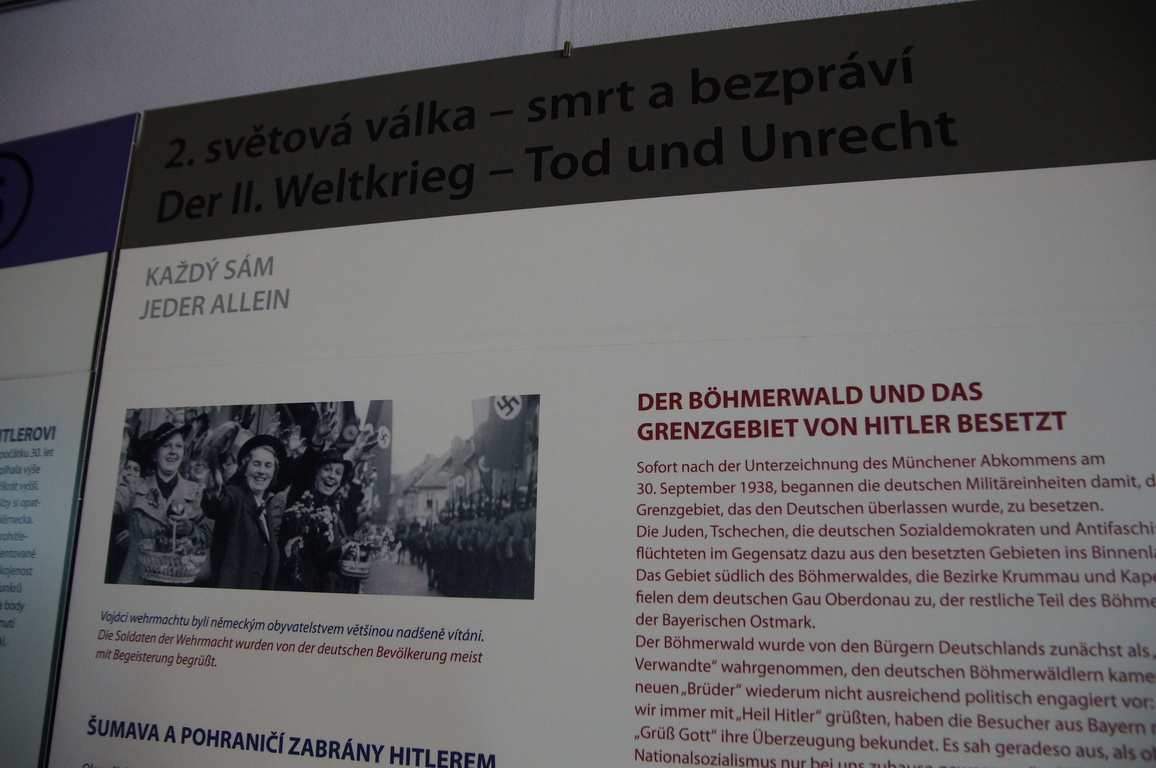 2. světová válka – smrt a bezpráví
Der II. Weltkrieg – Tod und Unrecht
KAŽDÝ SÁM
JEDER ALLEIN
Vojáci wehrmachtu byli německým obyvatelstvem většinou nadšeně vítáni.
Die Soldaten der Wehrmacht wurden von der deutschen Bevölkerung meist
mit Begeisterung begrüßt.
ŠUMAVA A POHRANIČÍ ZABRÁNY HITLEREM
DER BÖHMERWALD UND DAS
GRENZGEBIET VON HITLER BESETZT
Sofort nach der Unterzeichnung des Münchener Abkommens am
30. September 1938, begannen die deutschen Militäreinheiten damit, d
Grenzgebiet, das den Deutschen überlassen wurde, zu besetzen.
Die Juden, Tschechen, die deutschen Sozialdemokraten und Antifaschi
flüchteten im Gegensatz dazu aus den besetzten Gebieten ins Binnenl
Das Gebiet südlich des Böhmerwaldes, die Bezirke Krummau und Kap
fielen dem deutschen Gau Oberdonau zu, der restliche Teil des Böhme
der Bayerischen Ostmark.
Der Böhmerwald wurde von den Bürgern Deutschlands zunächst als „
Verwandte“ wahrgenommen, den deutschen Böhmerwäldlern kame
neuen „Brüder“ wiederum nicht ausreichend politisch engagiert vor:
wir immer mit „Heil Hitler“ grüßten, haben die Besucher aus Bayern
„Grüß Gott“ ihre Überzeugung bekundet. Es sah geradeso aus, als
Nationalsozialismus nur bei uns zuhause